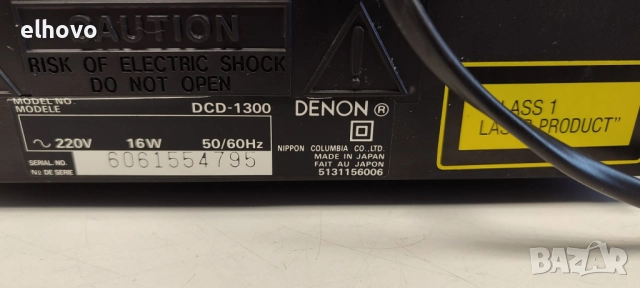 elhovo
CAUTION
RISK OF ELECTRIC SHOCK
DO NOT OPEN
MODEL NO.
MODELE
DCD-1300
DENON ®
~ 220V 16W 50/60Hz
SERIAL NO.
No DE SERIE
6061554795
NIPPON COLUMBIA CO.,LTD.
MADE IN JAPAN
FAIT AU JAPON
5131156006
CLASS 1
LASER PRODUCT"
BAZAR